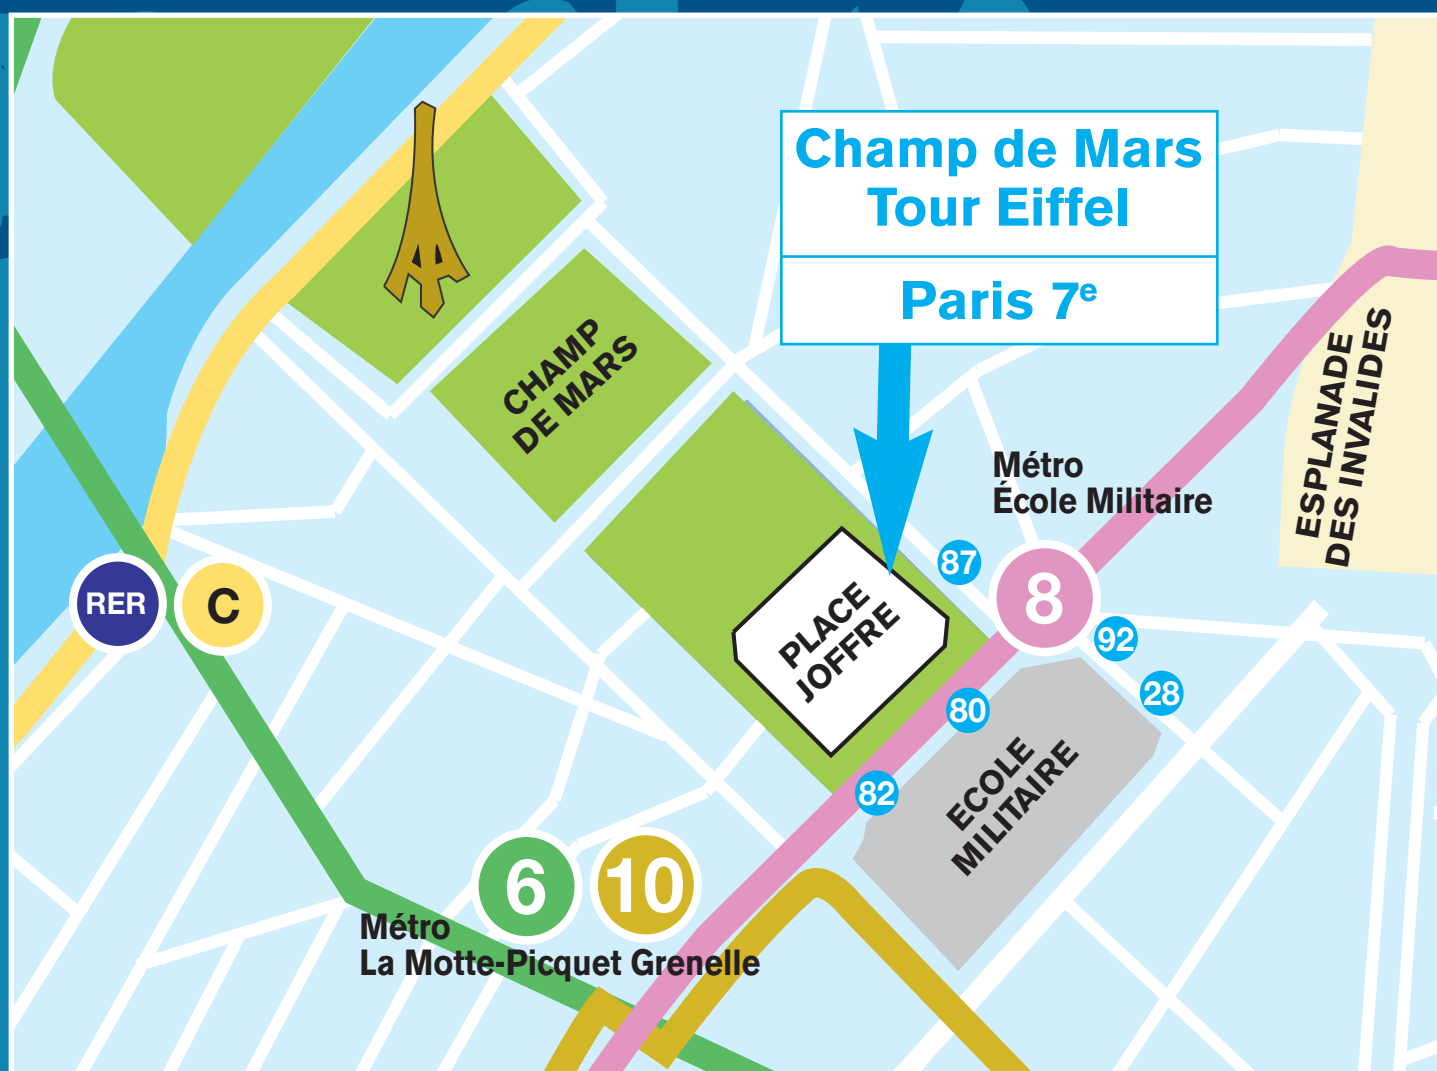 Champ de Mars
Tour Eiffel
Paris 7e
CHAMP
DE MARS
ESPLANADE
DES INVALIDES
Métro
École Militaire
87
8
RER
C
PLACE
JOFFRE
92
28
80
82
ECOLE
MILITAIRE
6
10
Métro
La Motte-Picquet Grenelle